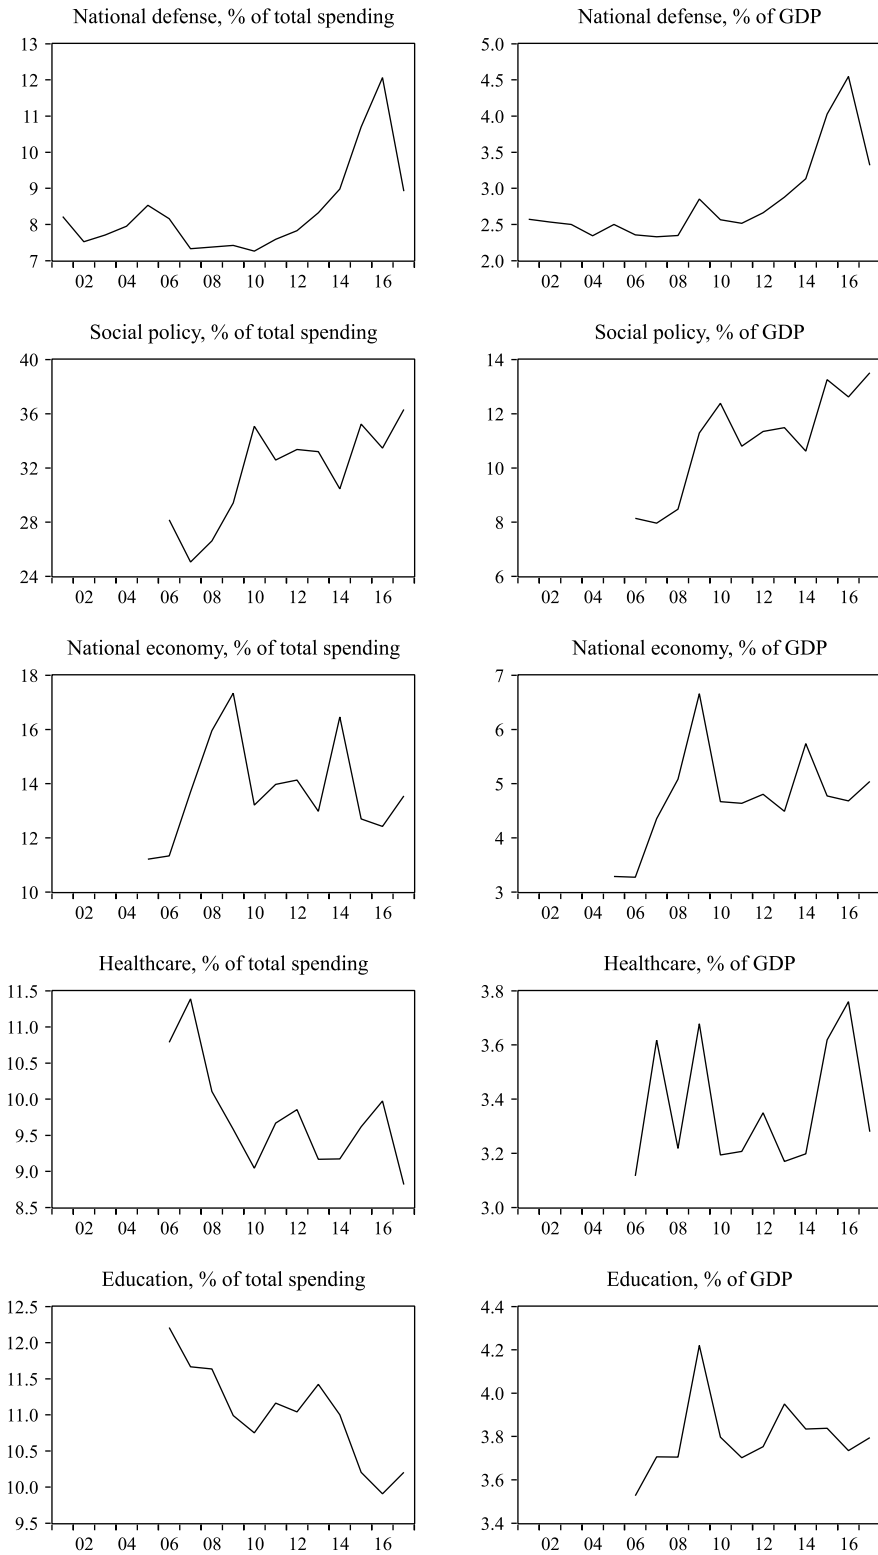 National defense, % of total spending
National defense, % of GDP
13
12
11
10
9
8
7
02 04 06 08 10 12 14 16
5.0
4.5
4.0
3.5
3.0
2.5
2.0
02 04 06 08 10 12 14 16
Social policy, % of total spending
Social policy, % of GDP
40
36
32
28
24
02 04 06 08 10 12 14 16
14
12
10
8
6
02 04 06 08 10 12 14 16
National economy, % of total spending
National economy, % of GDP
18
16
14
12
10
02 04 06 08 10 12 14 16
7
6
5
4
3
02 04 06 08 10 12 14 16
Healthcare, % of total spending
Healthcare, % of GDP
11.5
11.0
10.5
10.0
9.5
9.0
8.5
02 04 06 08 10 12 14 16
3.8
3.6
3.4
3.2
3.0
02 04 06 08 10 12 14 16
Education, % of total spending
Education, % of GDP
12.5
12.0
11.5
11.0
10.5
10.0
9.5
02 04 06 08 10 12 14 16
4.4
4.2
4.0
3.8
3.6
3.4
02 04 06 08 10 12 14 16